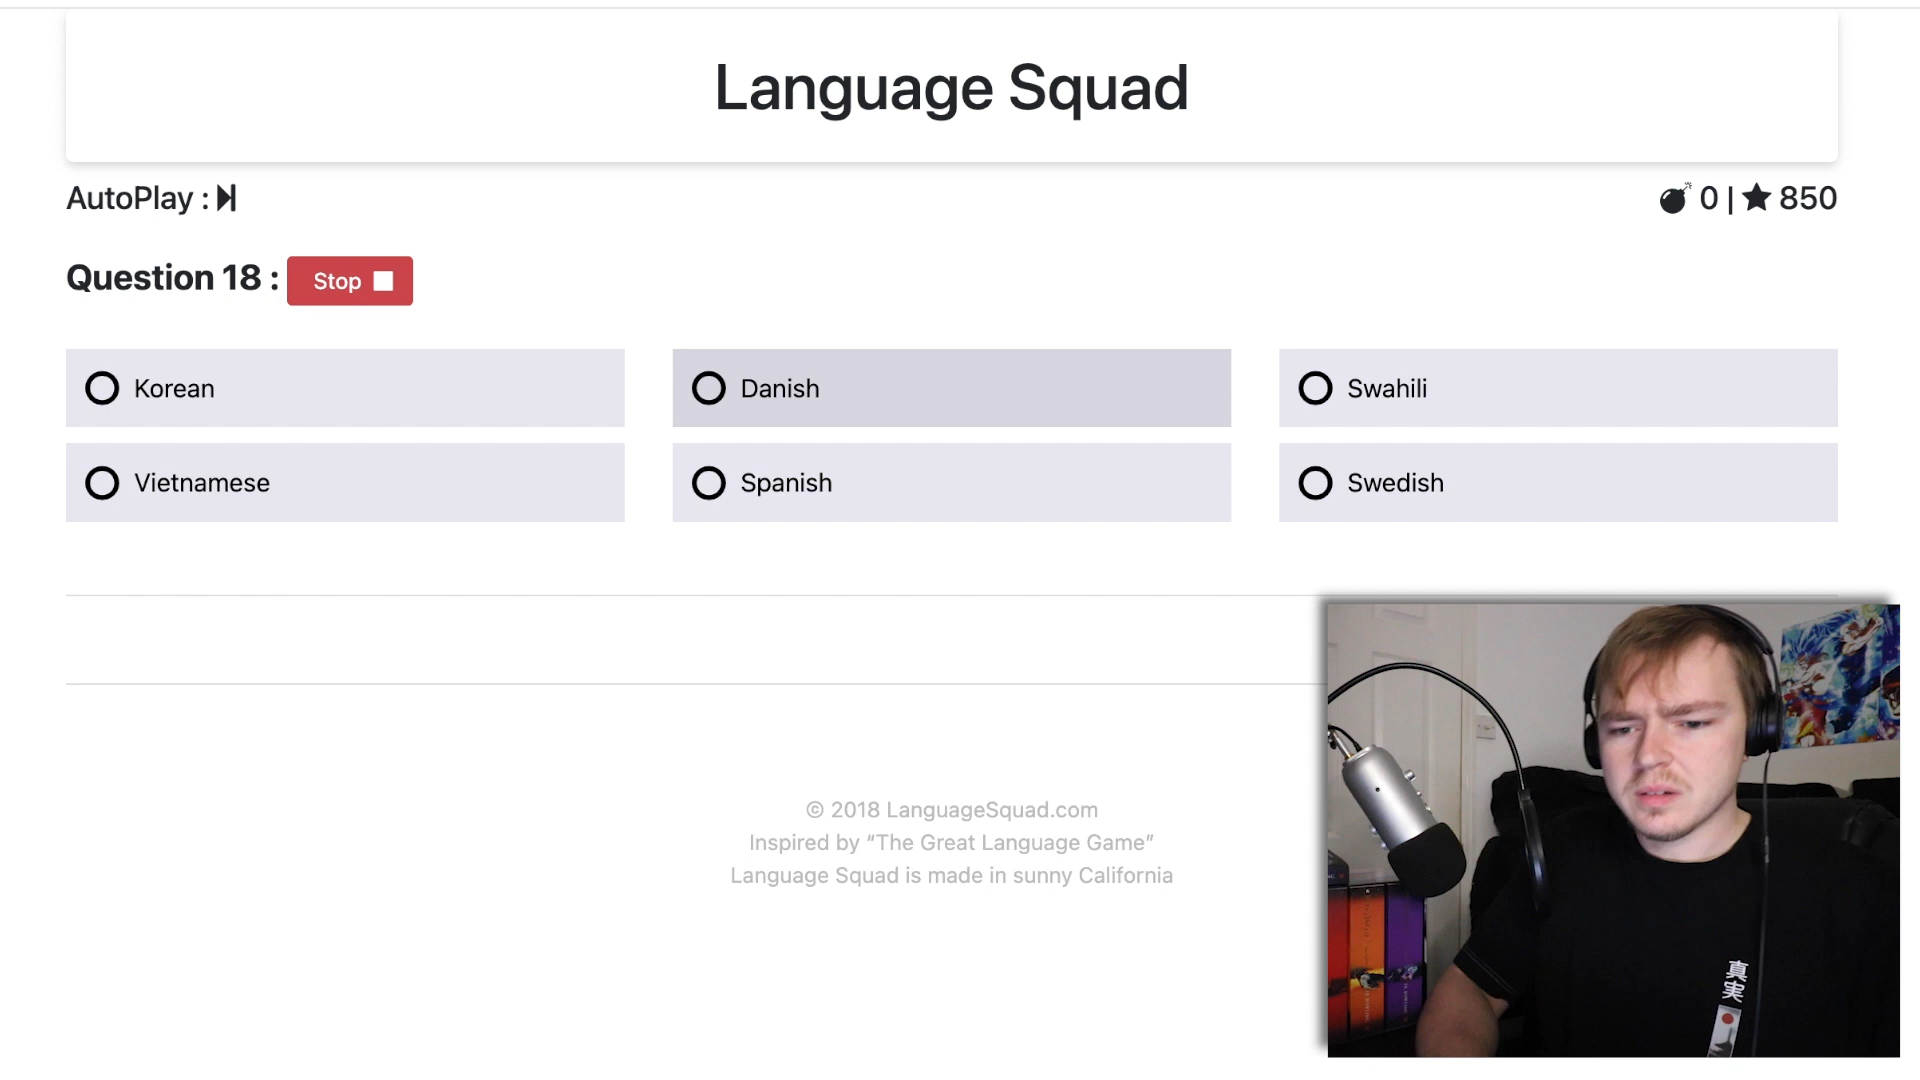 Language Squad
AutoPlay :
0 | 850
Question 18 : Stop
Korean
Danish
Swahili
Vietnamese
Spanish
Swedish
© 2018 LanguageSquad.com
Inspired by “The Great Language Game”
Language Squad is made in sunny California
真
実